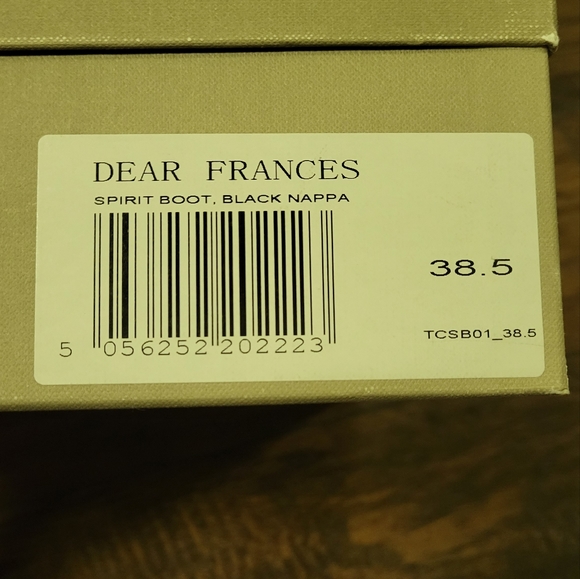 DEAR FRANCES
SPIRIT BOOT, BLACK NAPPA
38.5
TCSB01_38.5
5 056252 202223